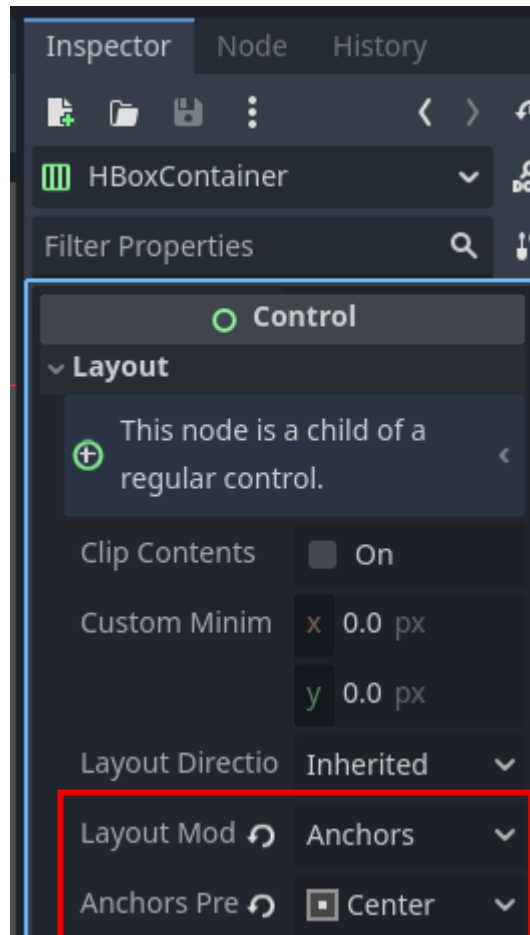 Inspector Node History
HBoxContainer
Filter Properties
Control
Layout
This node is a child of a
regular control.
Clip Contents On
Custom Minim x 0.0 px
y 0.0 px
Layout Directio Inherited
Layout Mod Anchors
Anchors Pre Center